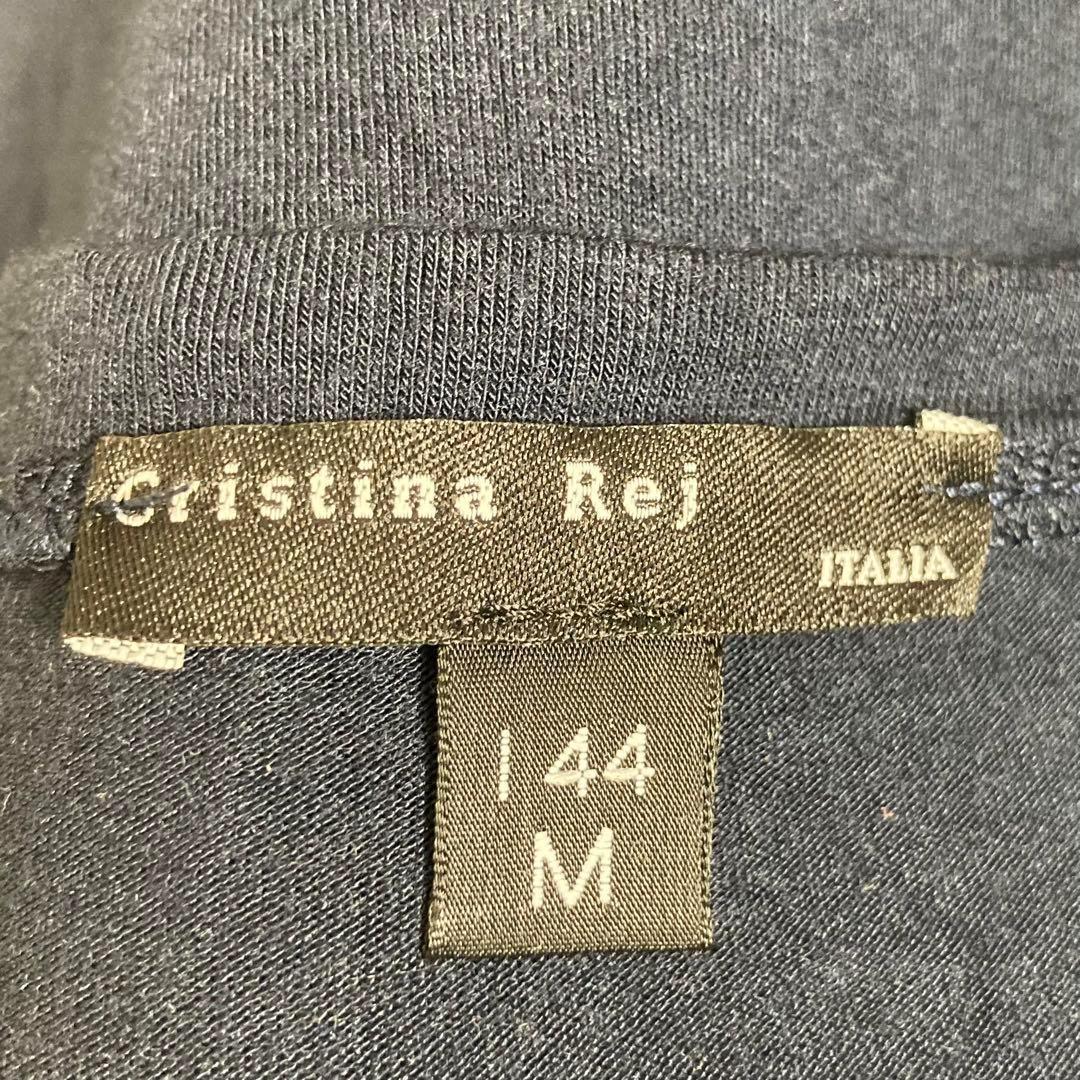 Cristina Rej
ITALIA
I 44
M